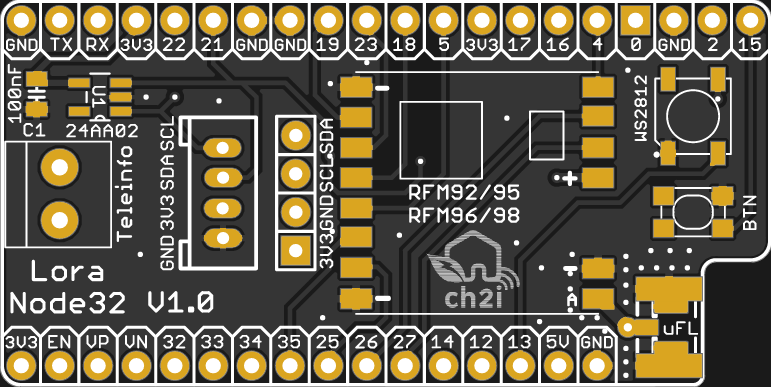 GND TX RX 3V3 22 21 GND GND 19 23 18 5 3V3 17 16 4 0 GND 2 15
100nF
C1
U1
24AA02
WS2812
BTN
Teleinfo
GND 3V3 SDA SCL
3V3 GND SCL SDA
RFM92/95
RFM96/98
ch2i
Lora
Node32 V1.0
A
uFL
3V3 EN VP VN 32 33 34 35 25 26 27 14 12 13 5V GND